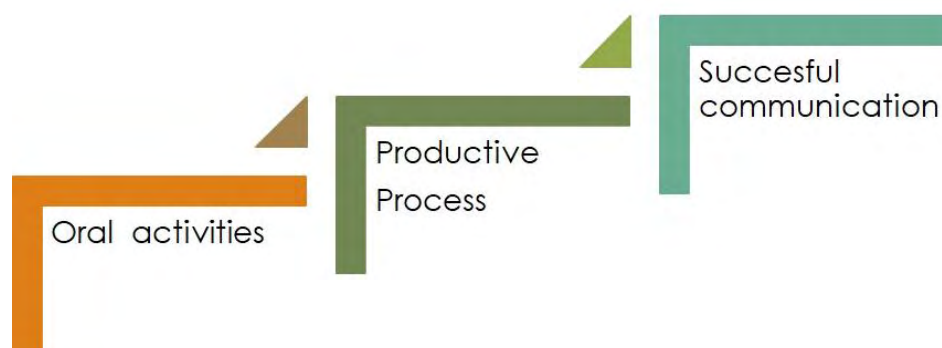 Oral activities
Productive
Process
Succesful
communication